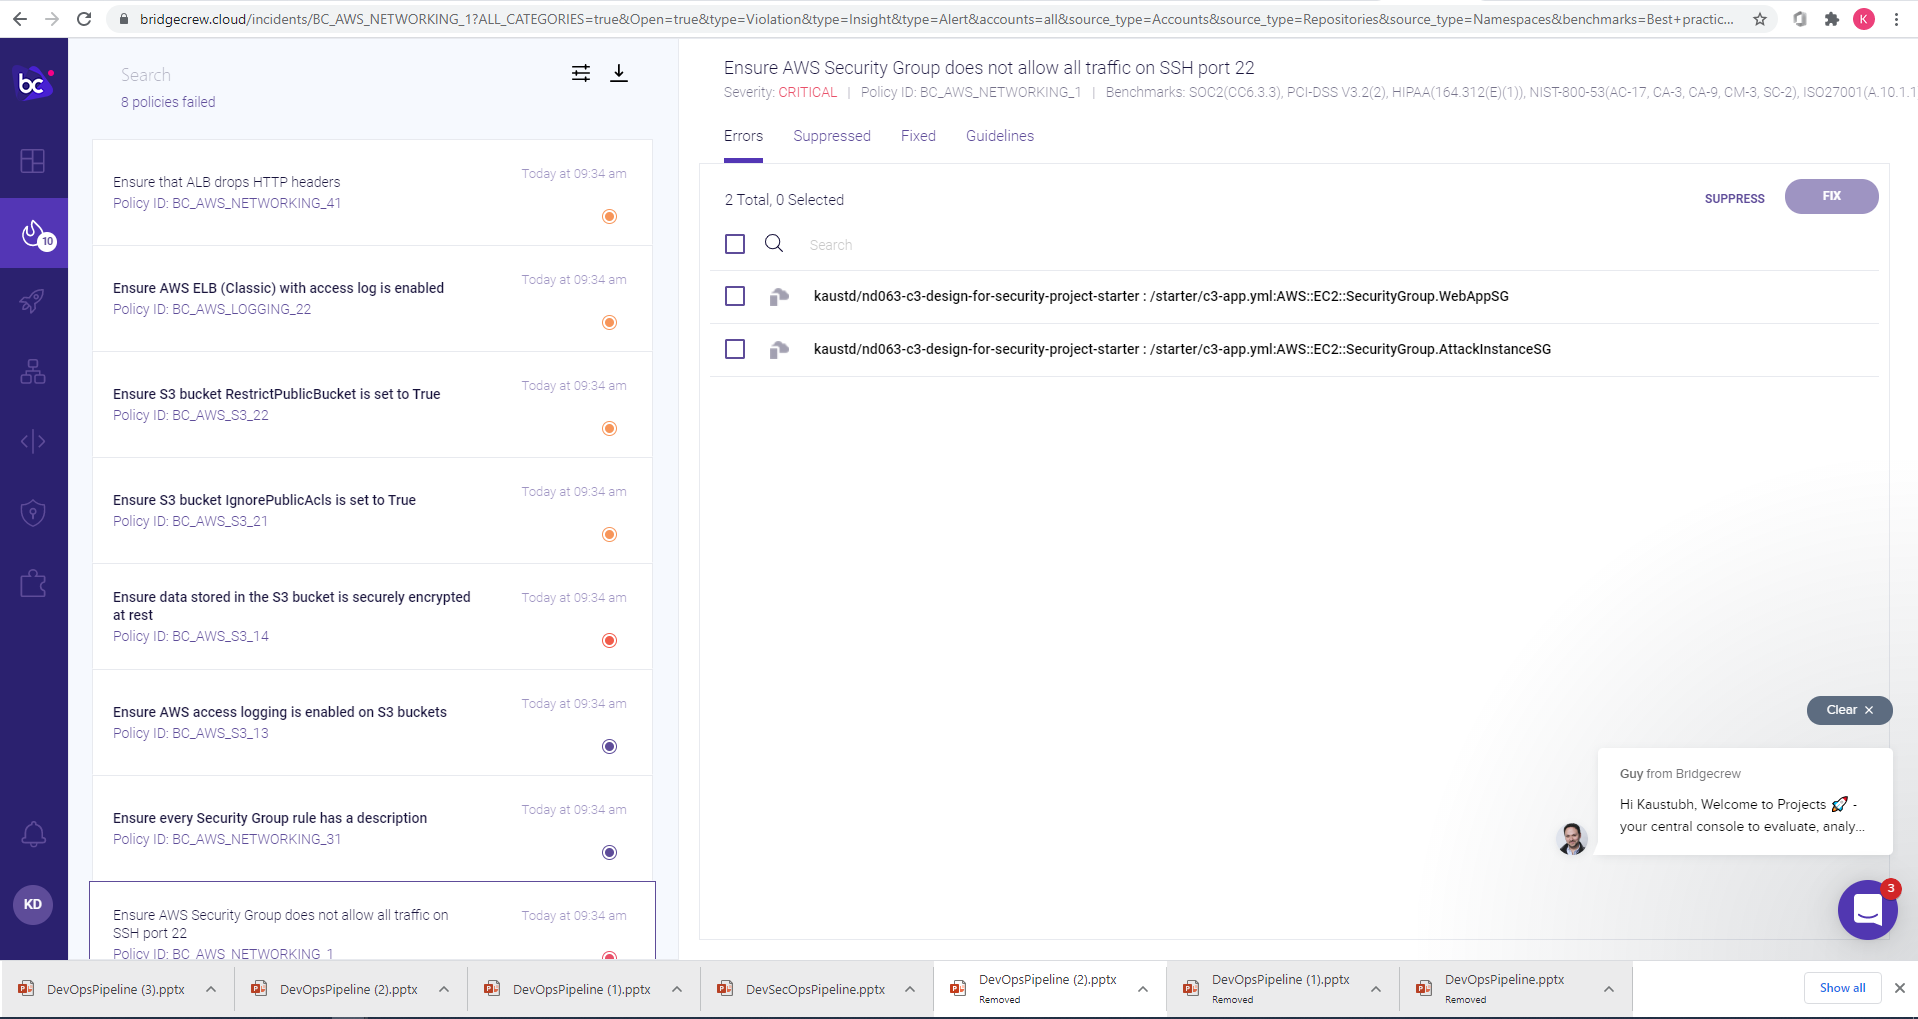 bridgecrew.cloud/incidents/BC_AWS_NETWORKING_1?ALL_CATEGORIES=true&Open=true&type=Violation&type=Insight&type=Alert&accounts=all&source_type=Accounts&source_type=Repositories&source_type=Namespaces&benchmarks=Best+practic...
K
bc
10
KD
Search
8 policies failed
Ensure that ALB drops HTTP headers
Policy ID: BC_AWS_NETWORKING_41
Today at 09:34 am
Ensure AWS ELB (Classic) with access log is enabled
Policy ID: BC_AWS_LOGGING_22
Today at 09:34 am
Ensure S3 bucket RestrictPublicBucket is set to True
Policy ID: BC_AWS_S3_22
Today at 09:34 am
Ensure S3 bucket IgnorePublicAcls is set to True
Policy ID: BC_AWS_S3_21
Today at 09:34 am
Ensure data stored in the S3 bucket is securely encrypted
at rest
Policy ID: BC_AWS_S3_14
Today at 09:34 am
Ensure AWS access logging is enabled on S3 buckets
Policy ID: BC_AWS_S3_13
Today at 09:34 am
Ensure every Security Group rule has a description
Policy ID: BC_AWS_NETWORKING_31
Today at 09:34 am
Ensure AWS Security Group does not allow all traffic on
SSH port 22
Policy ID: BC_AWS_NETWORKING_1
Today at 09:34 am
Ensure AWS Security Group does not allow all traffic on SSH port 22
Severity: CRITICAL | Policy ID: BC_AWS_NETWORKING_1 | Benchmarks: SOC2(CC6.3.3), PCI-DSS V3.2(2), HIPAA(164.312(E)(1)), NIST-800-53(AC-17, CA-3, CA-9, CM-3, SC-2), ISO27001(A.10.1.1
Errors Suppressed Fixed Guidelines
2 Total, 0 Selected
SUPPRESS FIX
Search
kaustd/nd063-c3-design-for-security-project-starter : /starter/c3-app.yml:AWS::EC2::SecurityGroup.WebAppSG
kaustd/nd063-c3-design-for-security-project-starter : /starter/c3-app.yml:AWS::EC2::SecurityGroup.AttackInstanceSG
Clear ×
Guy from Bridgecrew
Hi Kaustubh, Welcome to Projects 🚀 -
your central console to evaluate, analy...
3
DevOpsPipeline (3).pptx
DevOpsPipeline (2).pptx
DevOpsPipeline (1).pptx
DevSecOpsPipeline.pptx
DevOpsPipeline (2).pptx
Removed
DevOpsPipeline (1).pptx
Removed
DevOpsPipeline.pptx
Removed
Show all